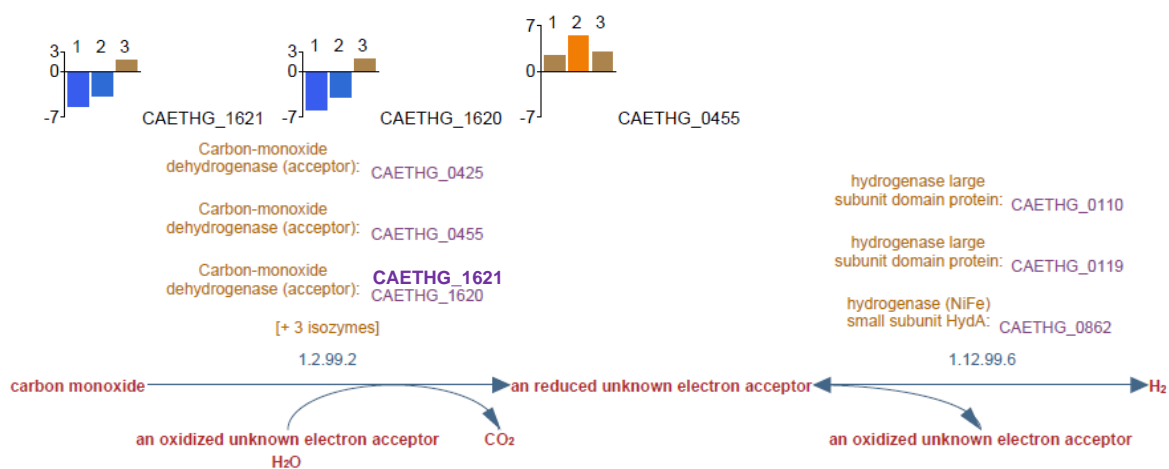 3 1 2 3
0
-7
CAETHG_1621
3 1 2 3
0
-7
CAETHG_1620
7 1 2 3
0
-7
CAETHG_0455
Carbon-monoxide
dehydrogenase (acceptor): CAETHG_0425
Carbon-monoxide
dehydrogenase (acceptor): CAETHG_0455
Carbon-monoxide CAETHG_1621
dehydrogenase (acceptor): CAETHG_1620
[+ 3 isozymes]
1.2.99.2
hydrogenase large
subunit domain protein: CAETHG_0110
hydrogenase large
subunit domain protein: CAETHG_0119
hydrogenase (NiFe)
small subunit HydA: CAETHG_0862
1.12.99.6
carbon monoxide
an reduced unknown electron acceptor
H₂
an oxidized unknown electron acceptor
H₂O
CO₂
an oxidized unknown electron acceptor